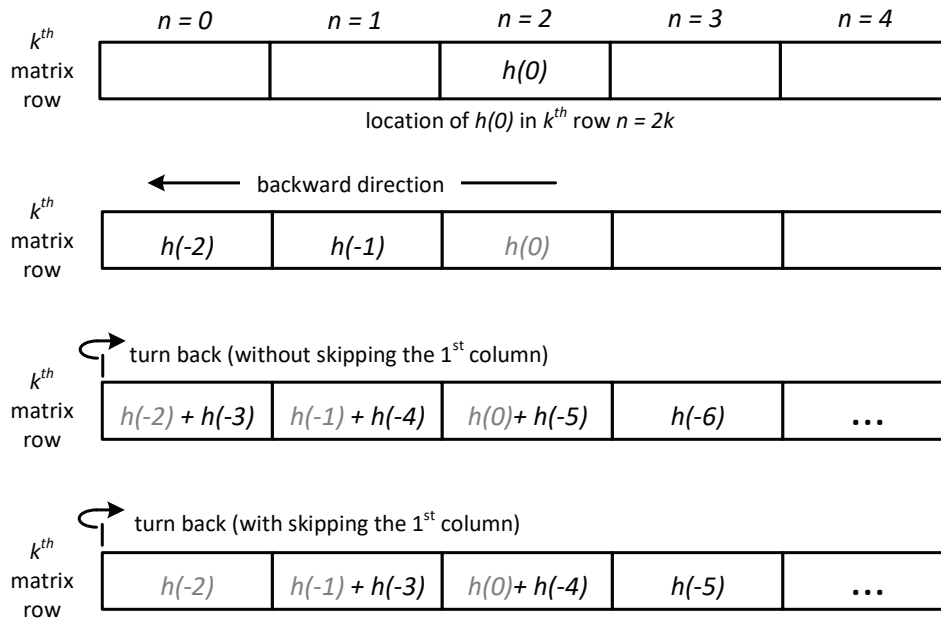 n = 0 n = 1 n = 2 n = 3 n = 4
kth
matrix
row
h(0)
location of h(0) in kth row n = 2k
backward direction
kth
matrix
row
h(-2) h(-1) h(0)
turn back (without skipping the 1st column)
kth
matrix
row
h(-2) + h(-3) h(-1) + h(-4) h(0)+ h(-5) h(-6) ...
turn back (with skipping the 1st column)
kth
matrix
row
h(-2) h(-1) + h(-3) h(0)+ h(-4) h(-5) ...